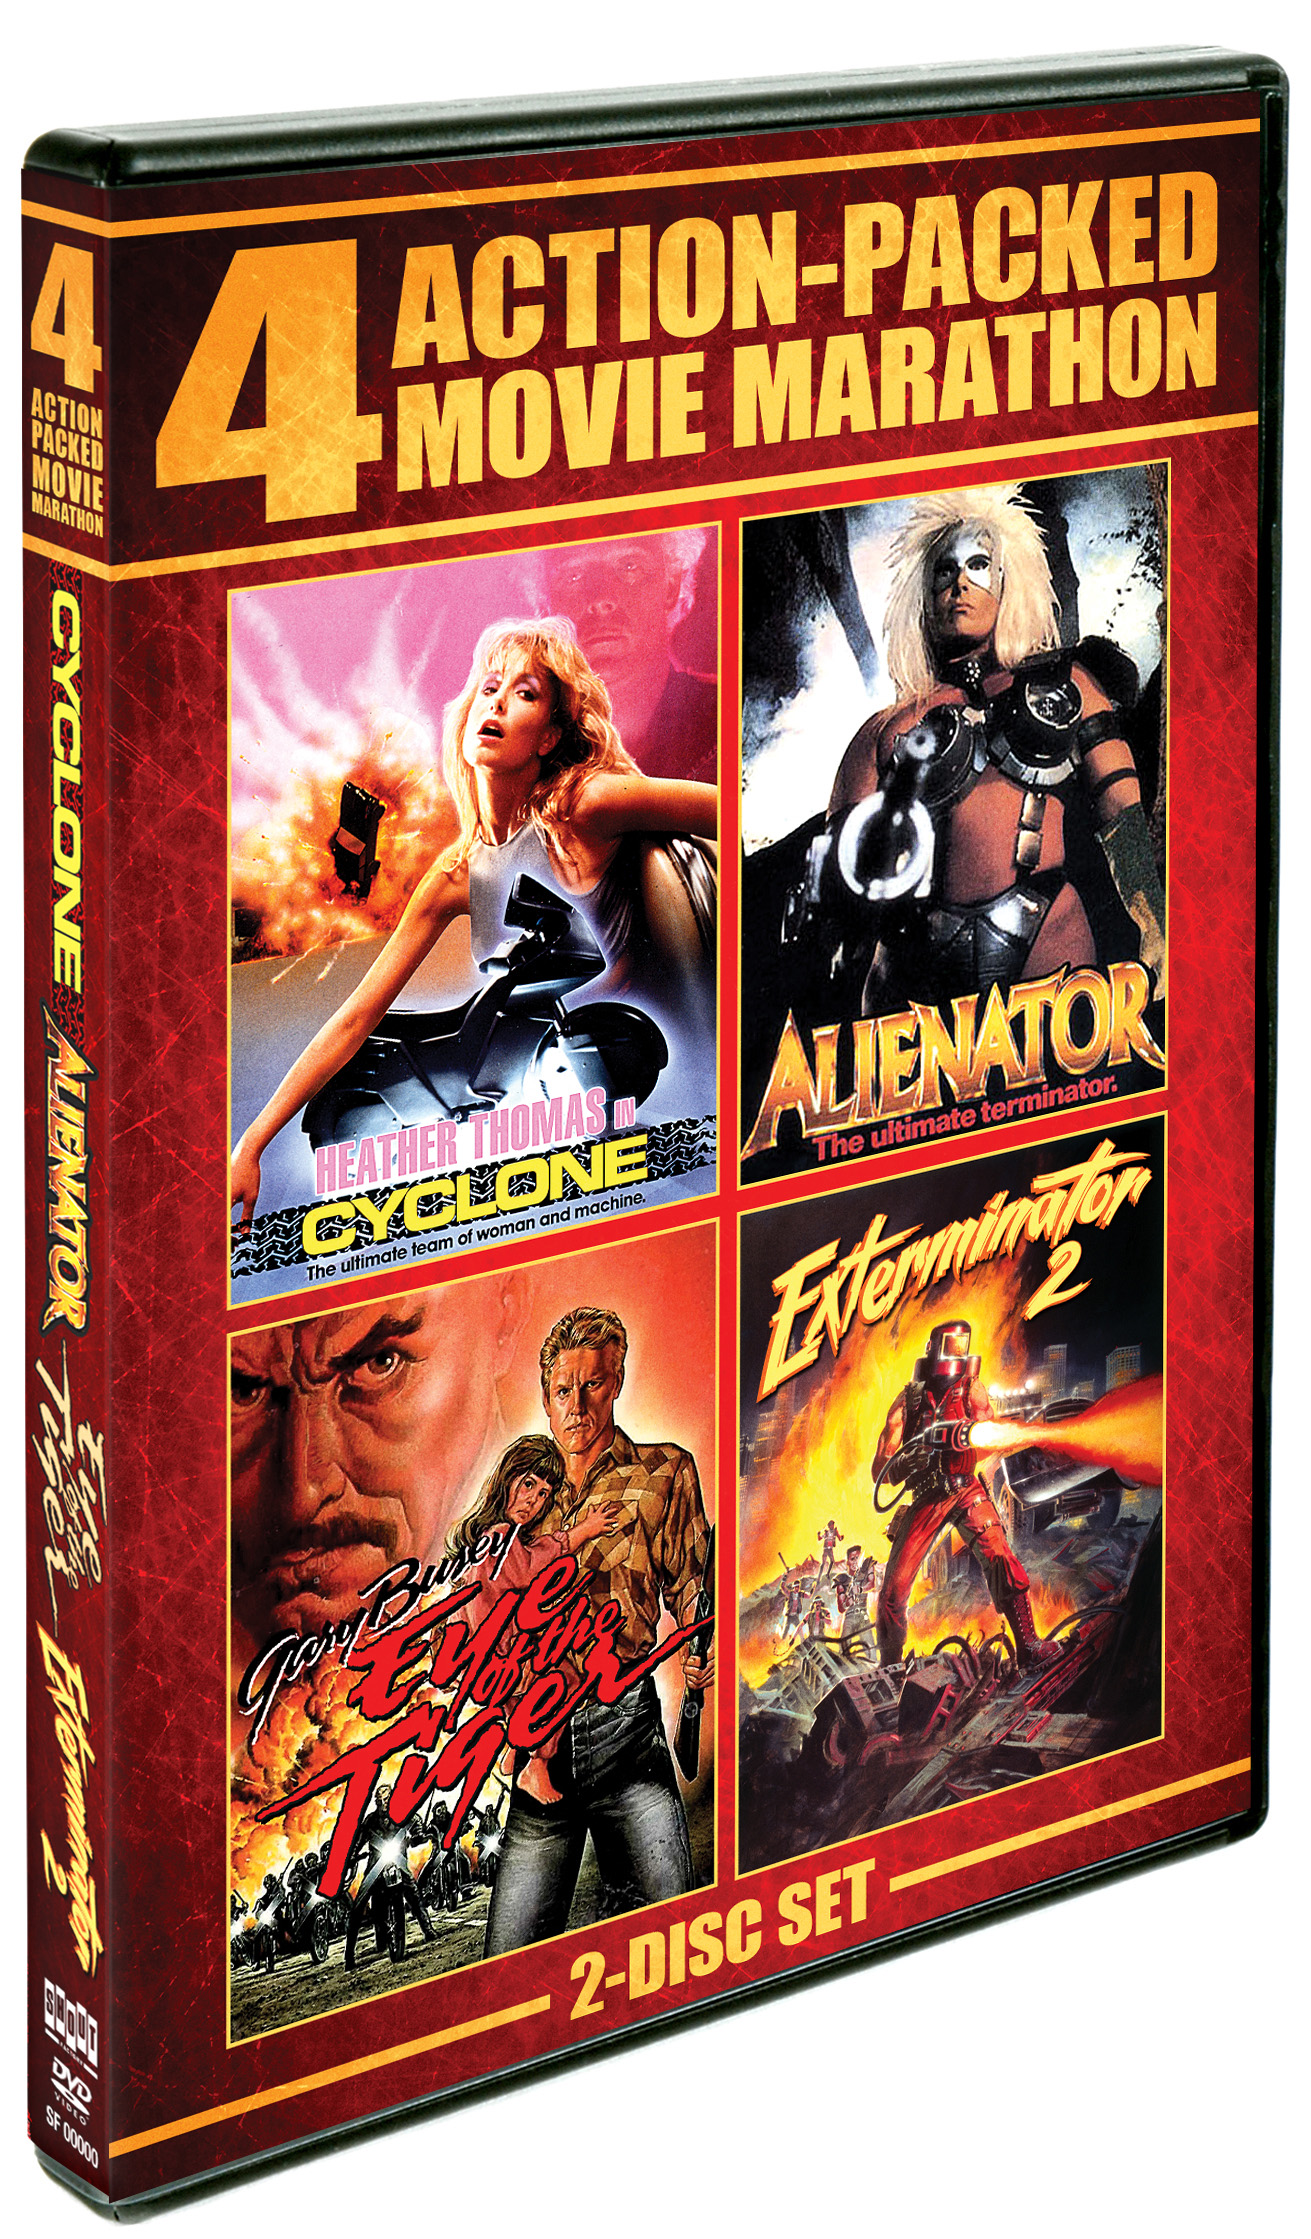 4 ACTION-PACKED
MOVIE MARATHON
HEATHER THOMAS IN
CYCLONE
The ultimate team of woman and machine.
ALIENATOR
The ultimate terminator.
Gary Busey
Eye
of the
Tiger
Exterminator
2
2-DISC SET
4
ACTION
PACKED
MOVIE
MARATHON
CYCLONE
ALIENATOR
Eye
of the
Tiger
Exterminator
2
SHOUT
FACTORY
DVD
VIDEO
SF 00000